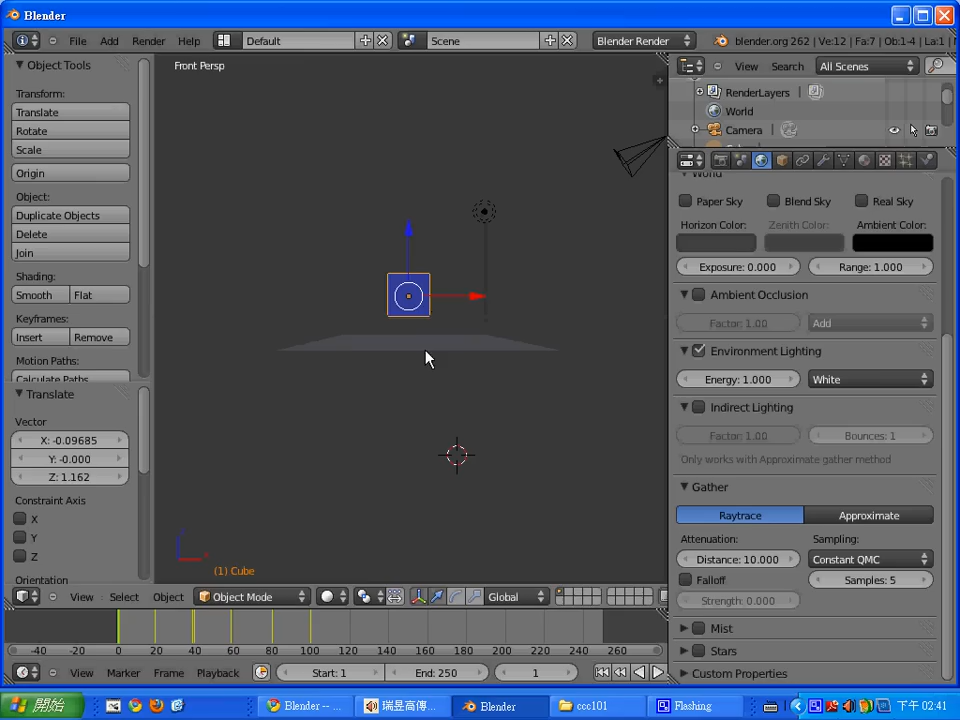 Blender
File Add Render Help Default Scene Blender Render blender.org 262 | Ve:12 | Fa:7 | Ob:1-4 | La:1 |
Object Tools
Transform:
Translate
Rotate
Scale
Origin
Object:
Duplicate Objects
Delete
Join
Shading:
Smooth Flat
Keyframes:
Insert Remove
Motion Paths:
Calculate Paths
Translate
Vector
X: -0.09685
Y: -0.000
Z: 1.162
Constraint Axis
X
Y
Z
Orientation
Front Persp
(1) Cube
View Select Object Object Mode Global
-40 -20 0 20 40 60 80 100 120 140 160 180 200 220 240 260
View Marker Frame Playback Start: 1 End: 250 1
View Search All Scenes
RenderLayers |
World
Camera |
World
Paper Sky Blend Sky Real Sky
Horizon Color: Zenith Color: Ambient Color:
Exposure: 0.000 Range: 1.000
Ambient Occlusion
Factor: 1.00 Add
Environment Lighting
Energy: 1.000 White
Indirect Lighting
Factor: 1.00 Bounces: 1
Only works with Approximate gather method
Gather
Raytrace Approximate
Attenuation: Sampling:
Distance: 10.000 Constant QMC
Falloff Samples: 5
Strength: 0.000
Mist
Stars
Custom Properties
開始 Blender -- ... 瑞昱高傳... Blender ccc101 Flashing 下午 02:41